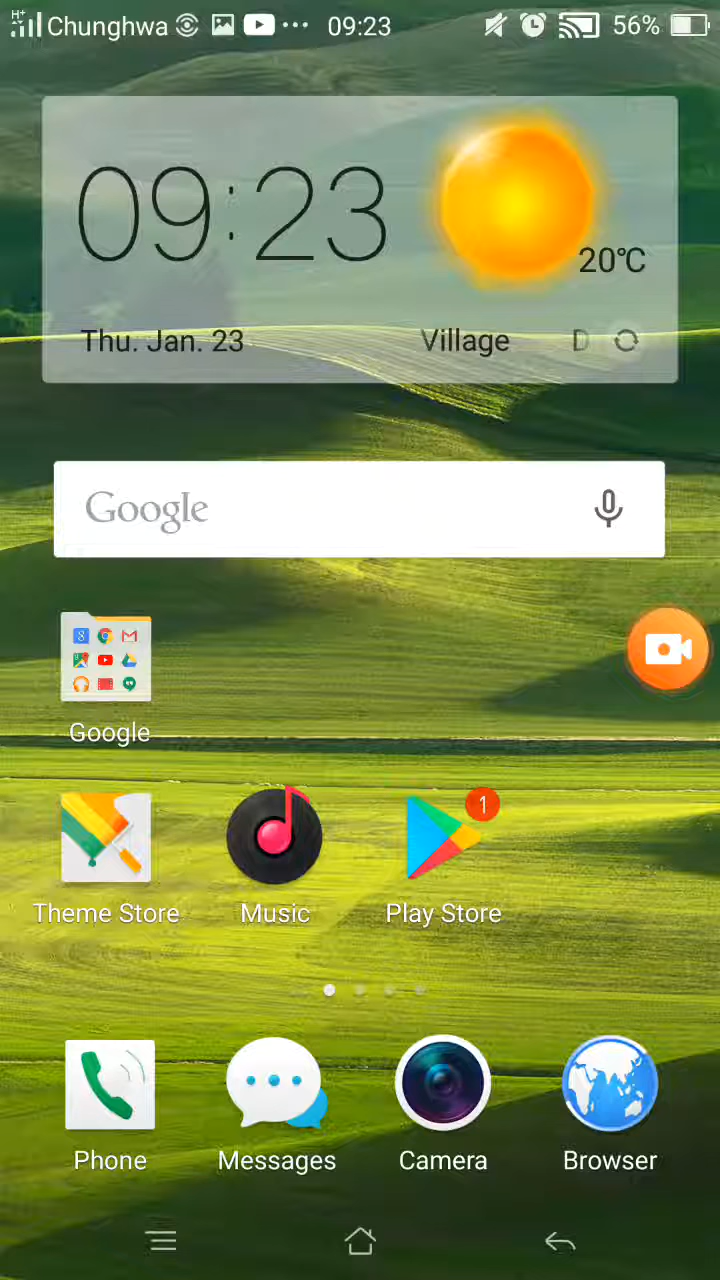 H+ Chunghwa ... 09:23 56%
09:23
20℃
Thu. Jan. 23 Village D
Google
Google
1
Theme Store Music Play Store
Phone Messages Camera Browser